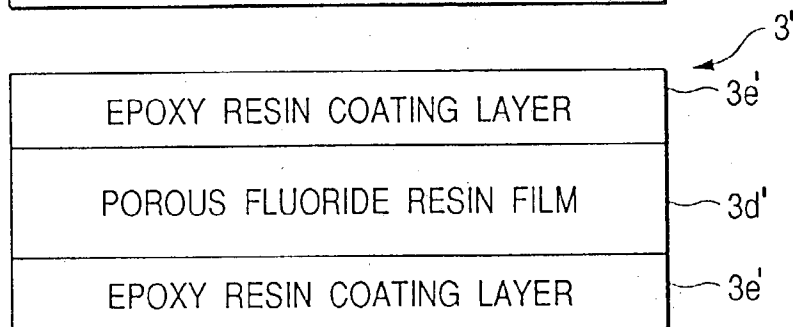 3'
EPOXY RESIN COATING LAYER 3e'
POROUS FLUORIDE RESIN FILM 3d'
EPOXY RESIN COATING LAYER 3e'